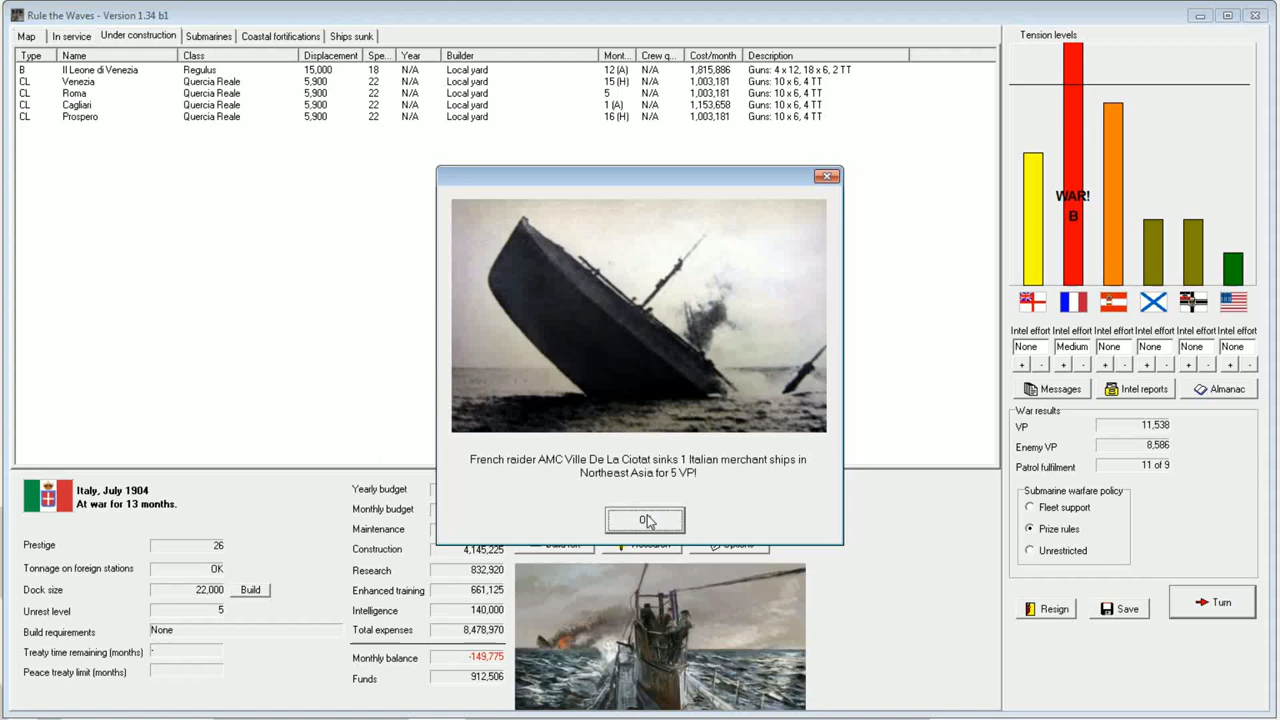 Rule the Waves - Version 1.34 b1
Map In service Under construction Submarines Coastal fortifications Ships sunk
Type Name Class Displacement Spe... Year Builder Mont... Crew q... Cost/month Description
B Il Leone di Venezia Regulus 15,000 18 N/A Local yard 12 (A) N/A 1,815,886 Guns: 4 x 12, 18 x 6, 2 TT
CL Venezia Quercia Reale 5,900 22 N/A Local yard 15 (H) N/A 1,003,181 Guns: 10 x 6, 4 TT
CL Roma Quercia Reale 5,900 22 N/A Local yard 5 N/A 1,003,181 Guns: 10 x 6, 4 TT
CL Cagliari Quercia Reale 5,900 22 N/A Local yard 1 (A) N/A 1,153,658 Guns: 10 x 6, 4 TT
CL Prospero Quercia Reale 5,900 22 N/A Local yard 16 (H) N/A 1,003,181 Guns: 10 x 6, 4 TT
French raider AMC Ville De La Ciotat sinks 1 Italian merchant ships in
Northeast Asia for 5 VP!
Italy, July 1904
At war for 13 months.
Prestige 26
Tonnage on foreign stations OK
Dock size 22,000 Build
Unrest level 5
Build requirements None
Treaty time remaining (months) -
Peace treaty limit (months)
Yearly budget
Monthly budget
Maintenance
Construction 4,145,225
Research 832,920
Enhanced training 661,125
Intelligence 140,000
Total expenses 8,478,970
Monthly balance -149,775
Funds 912,506
Tension levels
WAR!
B
Intel effort Intel effort Intel effort Intel effort Intel effort Intel effort
None Medium None None None None
+ - + - + - + - + - + -
Messages Intel reports Almanac
War results
VP 11,538
Enemy VP 8,586
Patrol fulfilment 11 of 9
Submarine warfare policy
Fleet support
Prize rules
Unrestricted
Resign Save Turn